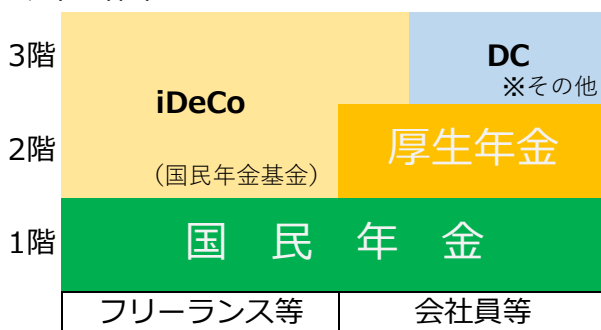 3階
DC
※その他
iDeCo
2階
厚生年金
(国民年金基金)
1階
国民年金
フリーランス等
会社員等